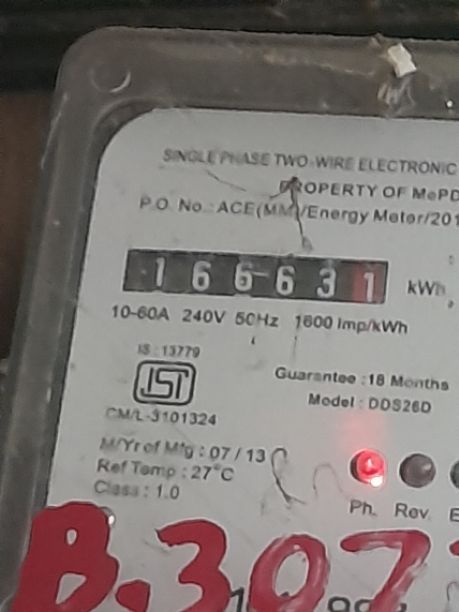 SINGLE PHASE TWO-WIRE ELECTRONIC
PROPERTY OF MePD
P.O. No.: ACE(MM)/Energy Meter/201
166631 kWh
10-60A 240V 50Hz 1600 Imp/kWh
IS : 13779
ISI
CM/L-3101324
Guarantee : 18 Months
Model : DDS26D
M/Yr of Mfg : 07 / 13
Ref Temp : 27°C
Class : 1.0
Ph. Rev. E
B.307